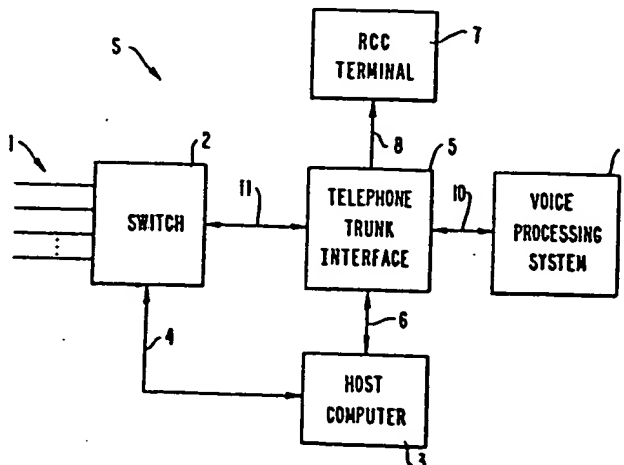 S
RCC
TERMINAL
7
8
1
2
SWITCH
11
5
TELEPHONE
TRUNK
INTERFACE
10
VOICE
PROCESSING
SYSTEM
4
6
HOST
COMPUTER
3